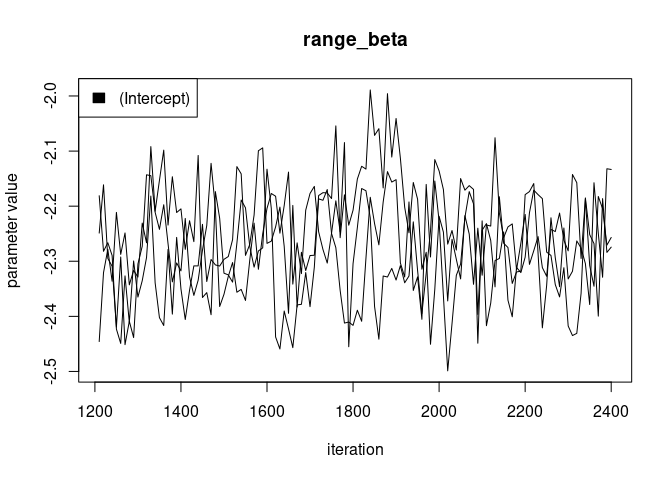 range_beta
(Intercept)
parameter value
-2.0
-2.1
-2.2
-2.3
-2.4
-2.5
1200 1400 1600 1800 2000 2200 2400
iteration